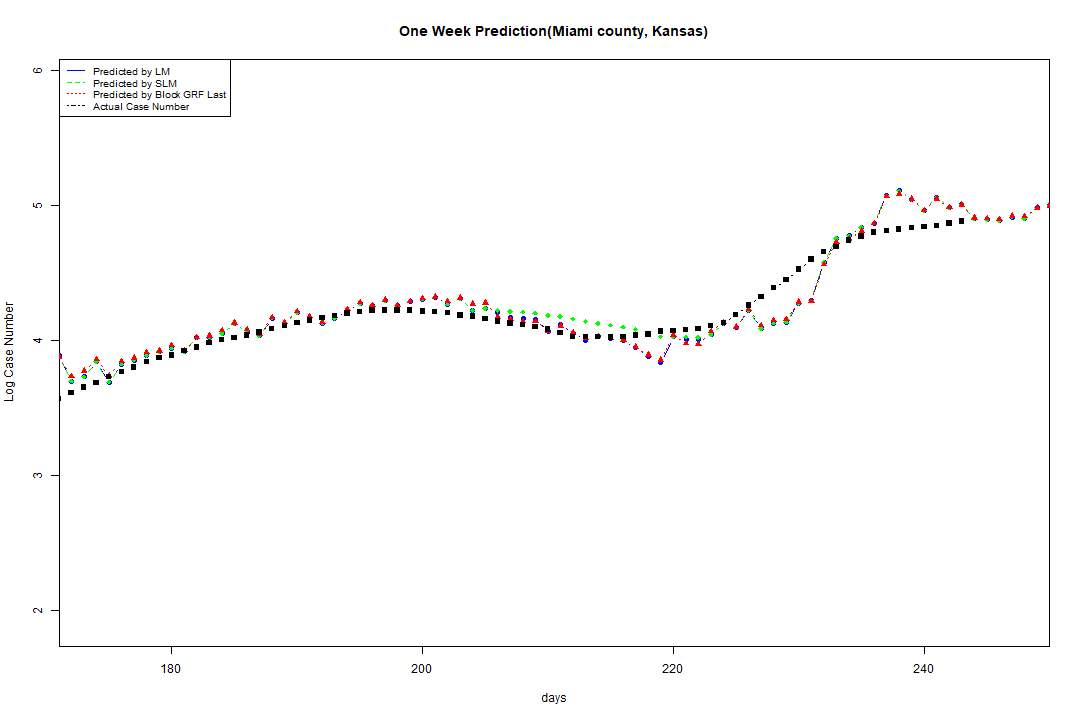 One Week Prediction(Miami county, Kansas)
Predicted by LM
Predicted by SLM
Predicted by Block GRF Last
Actual Case Number
6
5
4
3
2
Log Case Number
180 200 220 240
days